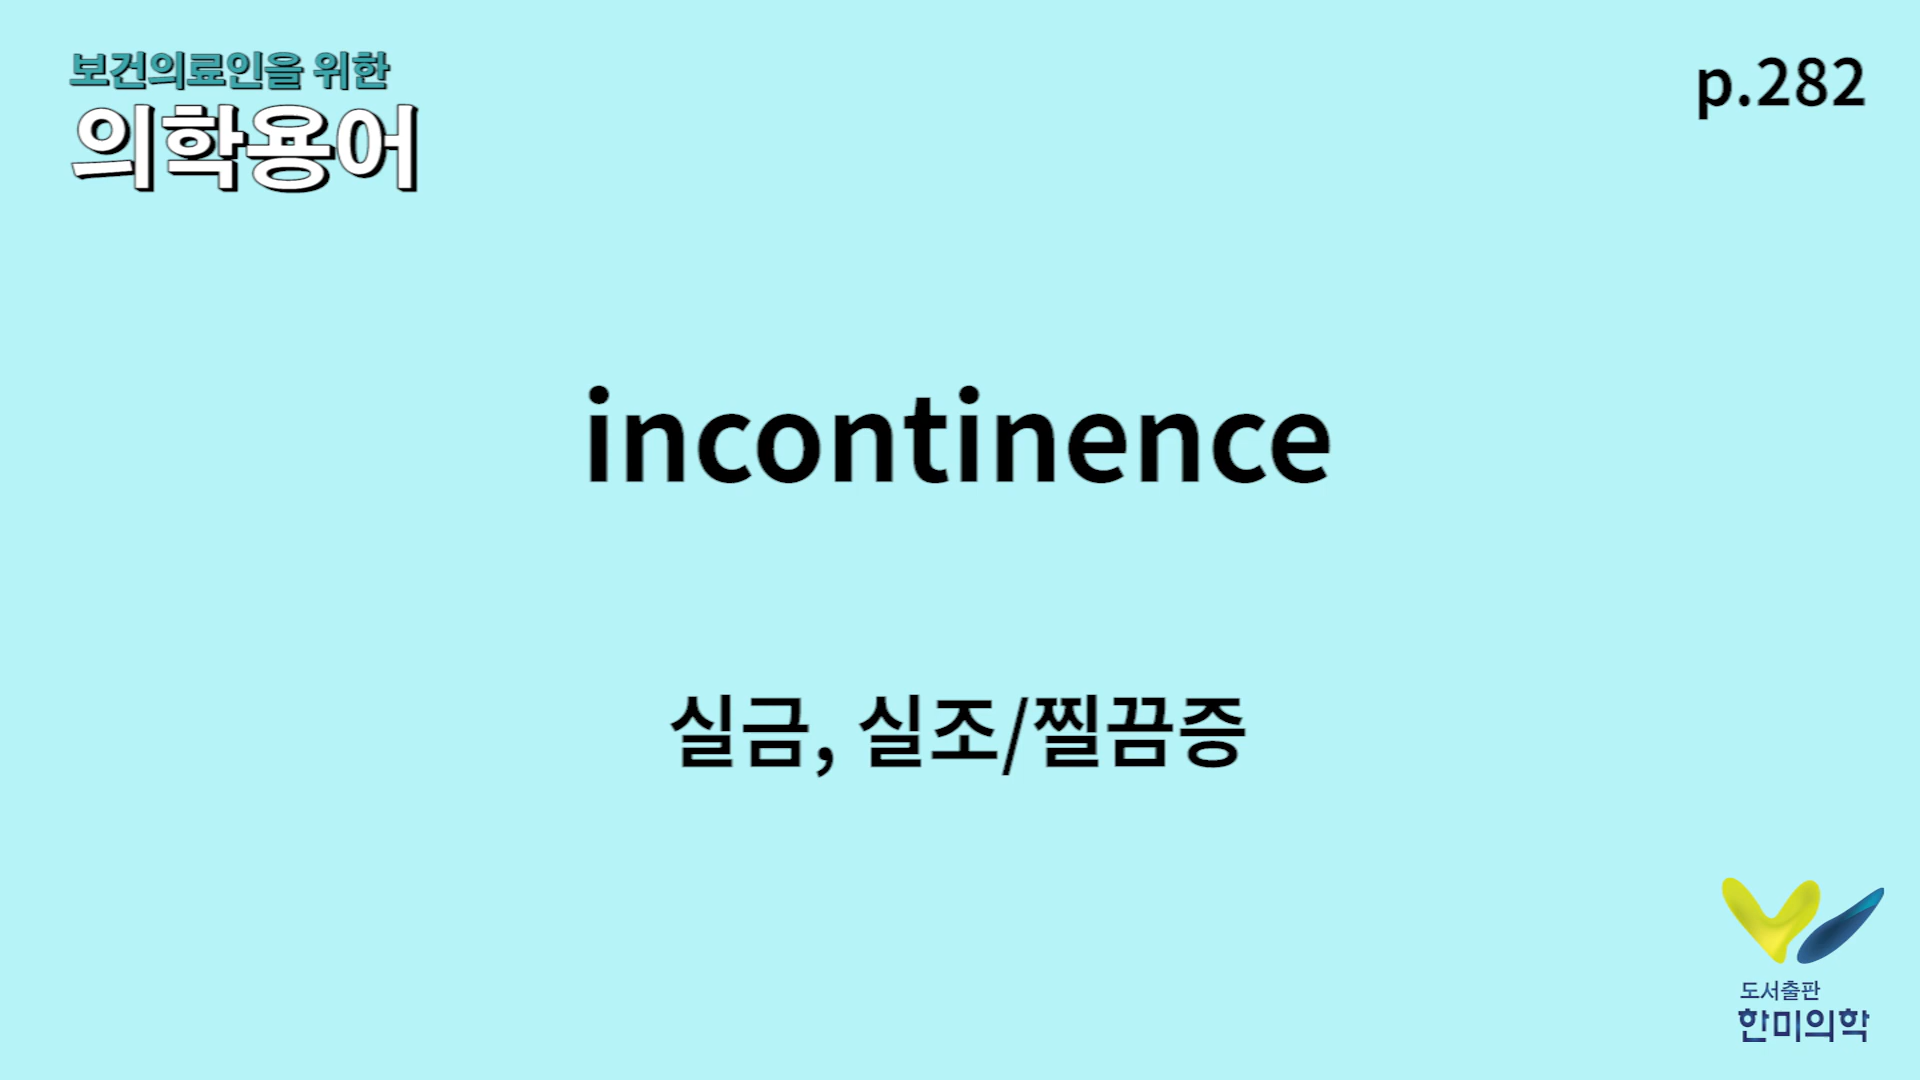 보건의료인을 위한
의학용어
p.282
incontinence
실금, 실조/찔끔증
도서출판
한미의학